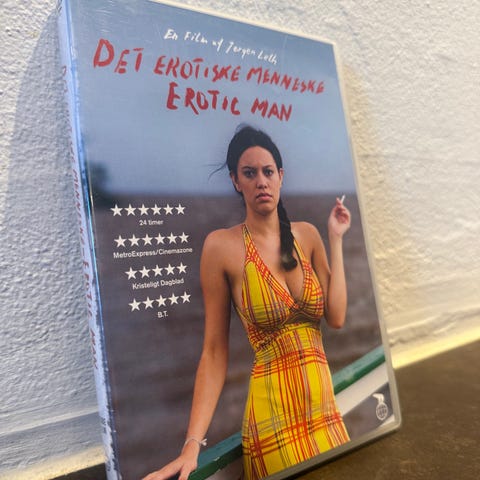 En Film af Jørgen Leth
DET EROTISKE MENNESKE
EROTIC MAN
★★★★★★
24 timer
★★★★★★
MetroExpress/Cinemazone
★★★★★
Kristeligt Dagblad
★★★★★
B.T.